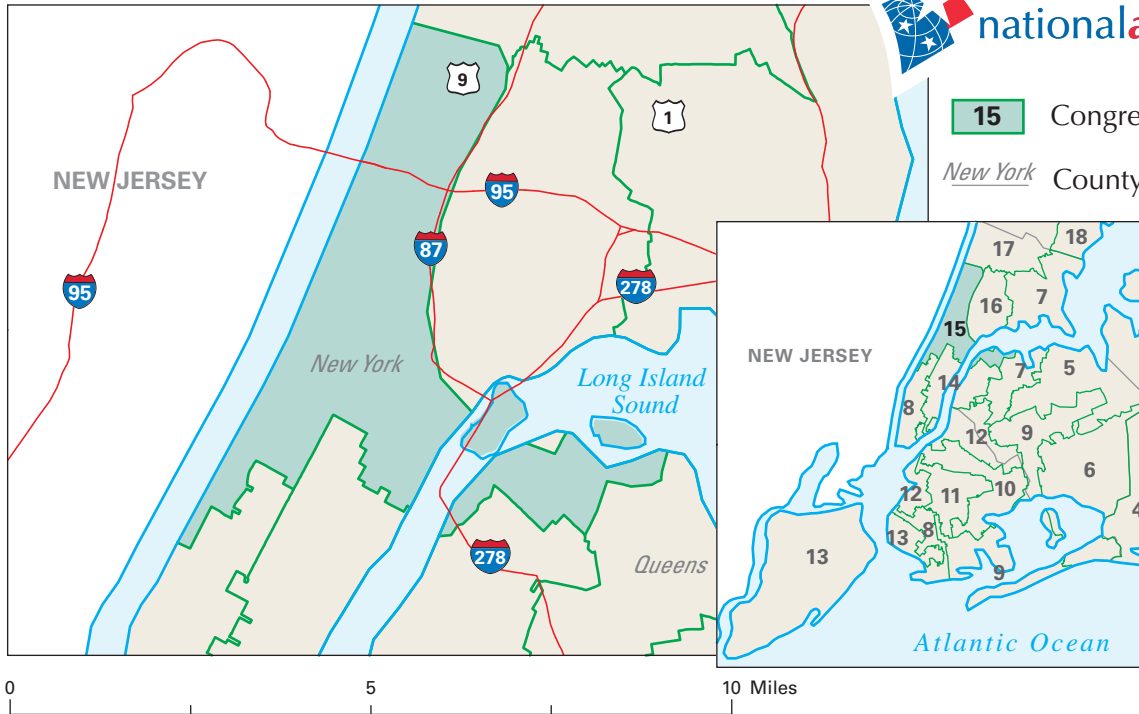 nationala
9
1
15 Congre
New York County
NEW JERSEY
95
87
95
278
New York
Long Island
Sound
278
Queens
17
18
16
7
15
NEW JERSEY
7
5
14
8
12
9
6
12
11
10
4
13
8
13
9
Atlantic Ocean
0 5 10 Miles